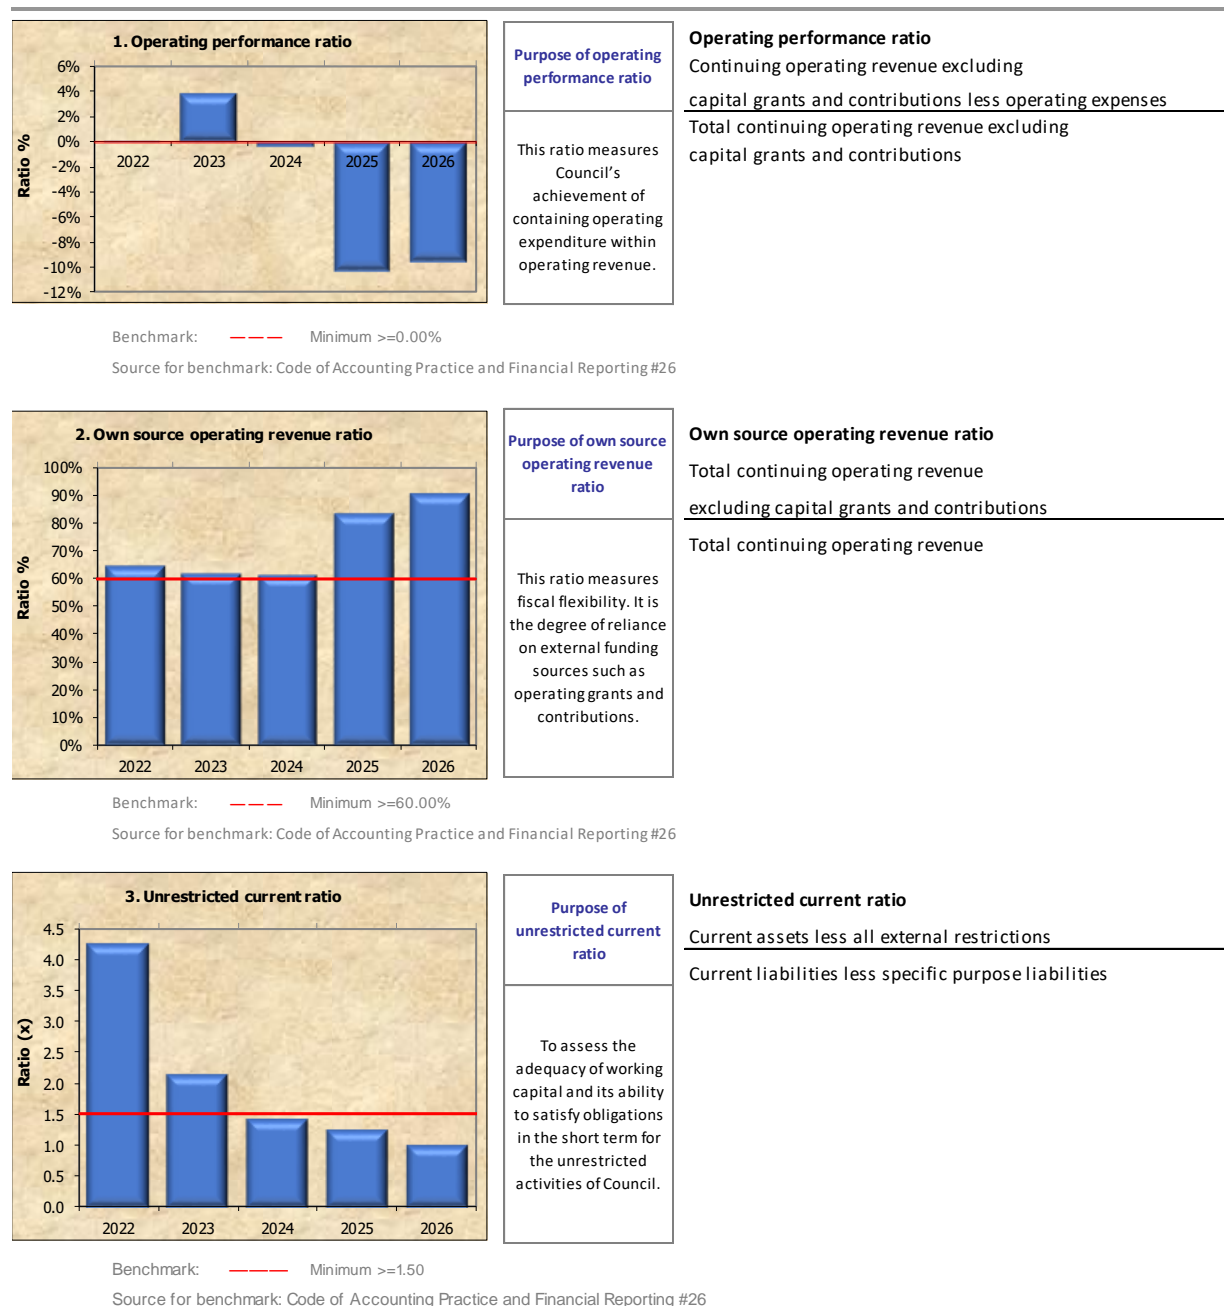 1. Operating performance ratio
6%
4%
2%
0%
-2%
-4%
-6%
-8%
-10%
-12%
Ratio %
2022 2023 2024 2025 2026
Purpose of operating
performance ratio
This ratio measures
Council's
achievement of
containing operating
expenditure within
operating revenue.
Operating performance ratio
Continuing operating revenue excluding
capital grants and contributions less operating expenses
Total continuing operating revenue excluding
capital grants and contributions
Benchmark: ——— Minimum >=0.00%
Source for benchmark: Code of Accounting Practice and Financial Reporting #26
2. Own source operating revenue ratio
100%
90%
80%
70%
60%
50%
40%
30%
20%
10%
0%
Ratio %
2022 2023 2024 2025 2026
Purpose of own source
operating revenue
ratio
This ratio measures
fiscal flexibility. It is
the degree of reliance
on external funding
sources such as
operating grants and
contributions.
Own source operating revenue ratio
Total continuing operating revenue
excluding capital grants and contributions
Total continuing operating revenue
Benchmark: ——— Minimum >=60.00%
Source for benchmark: Code of Accounting Practice and Financial Reporting #26
3. Unrestricted current ratio
4.5
4.0
3.5
3.0
2.5
2.0
1.5
1.0
0.5
0.0
Ratio (x)
2022 2023 2024 2025 2026
Purpose of
unrestricted current
ratio
To assess the
adequacy of working
capital and its ability
to satisfy obligations
in the short term for
the unrestricted
activities of Council.
Unrestricted current ratio
Current assets less all external restrictions
Current liabilities less specific purpose liabilities
Benchmark: ——— Minimum >=1.50
Source for benchmark: Code of Accounting Practice and Financial Reporting #26